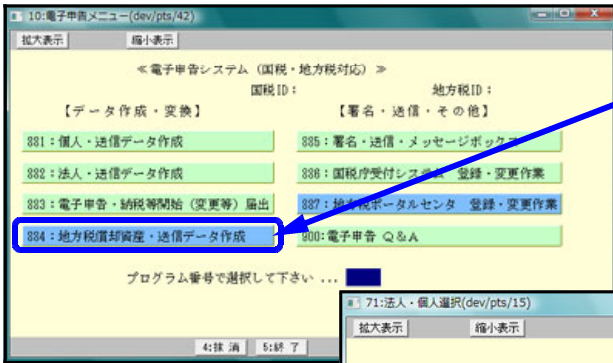 10:電子申告メニュー(dev/pts/42)
拡大表示 縮小表示
≪電子申告システム（国税・地方税対応）≫
国税ID： 地方税ID：
【データ作成・変換】 【署名・送信・その他】
881：個人・送信データ作成 885：署名・送信・メッセージボックス
882：法人・送信データ作成 886：国税庁受付システム 登録・変更作業
883：電子申告・納税等開始（変更等）届出 887：地方税ポータルセンタ 登録・変更作業
884：地方税償却資産・送信データ作成 900：電子申告 Q＆A
プログラム番号で選択して下さい ...
4:抹 消 5:終 了
71:法人・個人選択(dev/pts/15)
拡大表示 縮小表示